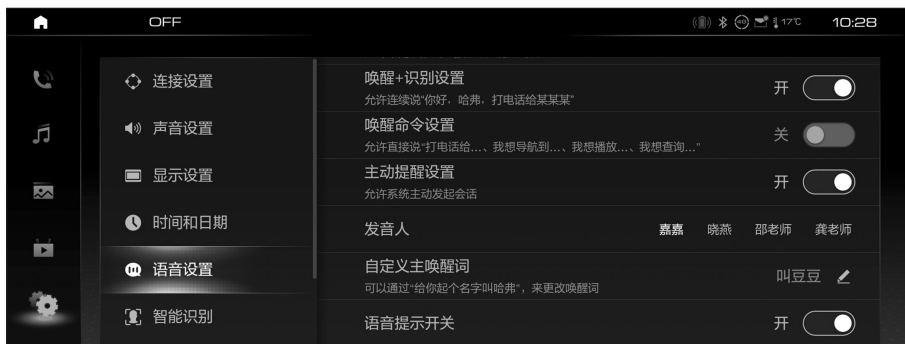 OFF
4G
17℃
10:28
连接设置
声音设置
显示设置
时间和日期
语音设置
智能识别
唤醒+识别设置
开
允许连续说“你好，哈弗，打电话给某某某”
唤醒命令设置
关
允许直接说“打电话给…、我想导航到…、我想播放…、我想查询…”
主动提醒设置
开
允许系统主动发起会话
发音人 嘉嘉 晓燕 邵老师 龚老师
自定义主唤醒词
叫豆豆
可以通过“给你起个名字叫哈弗”，来更改唤醒词
语音提示开关 开